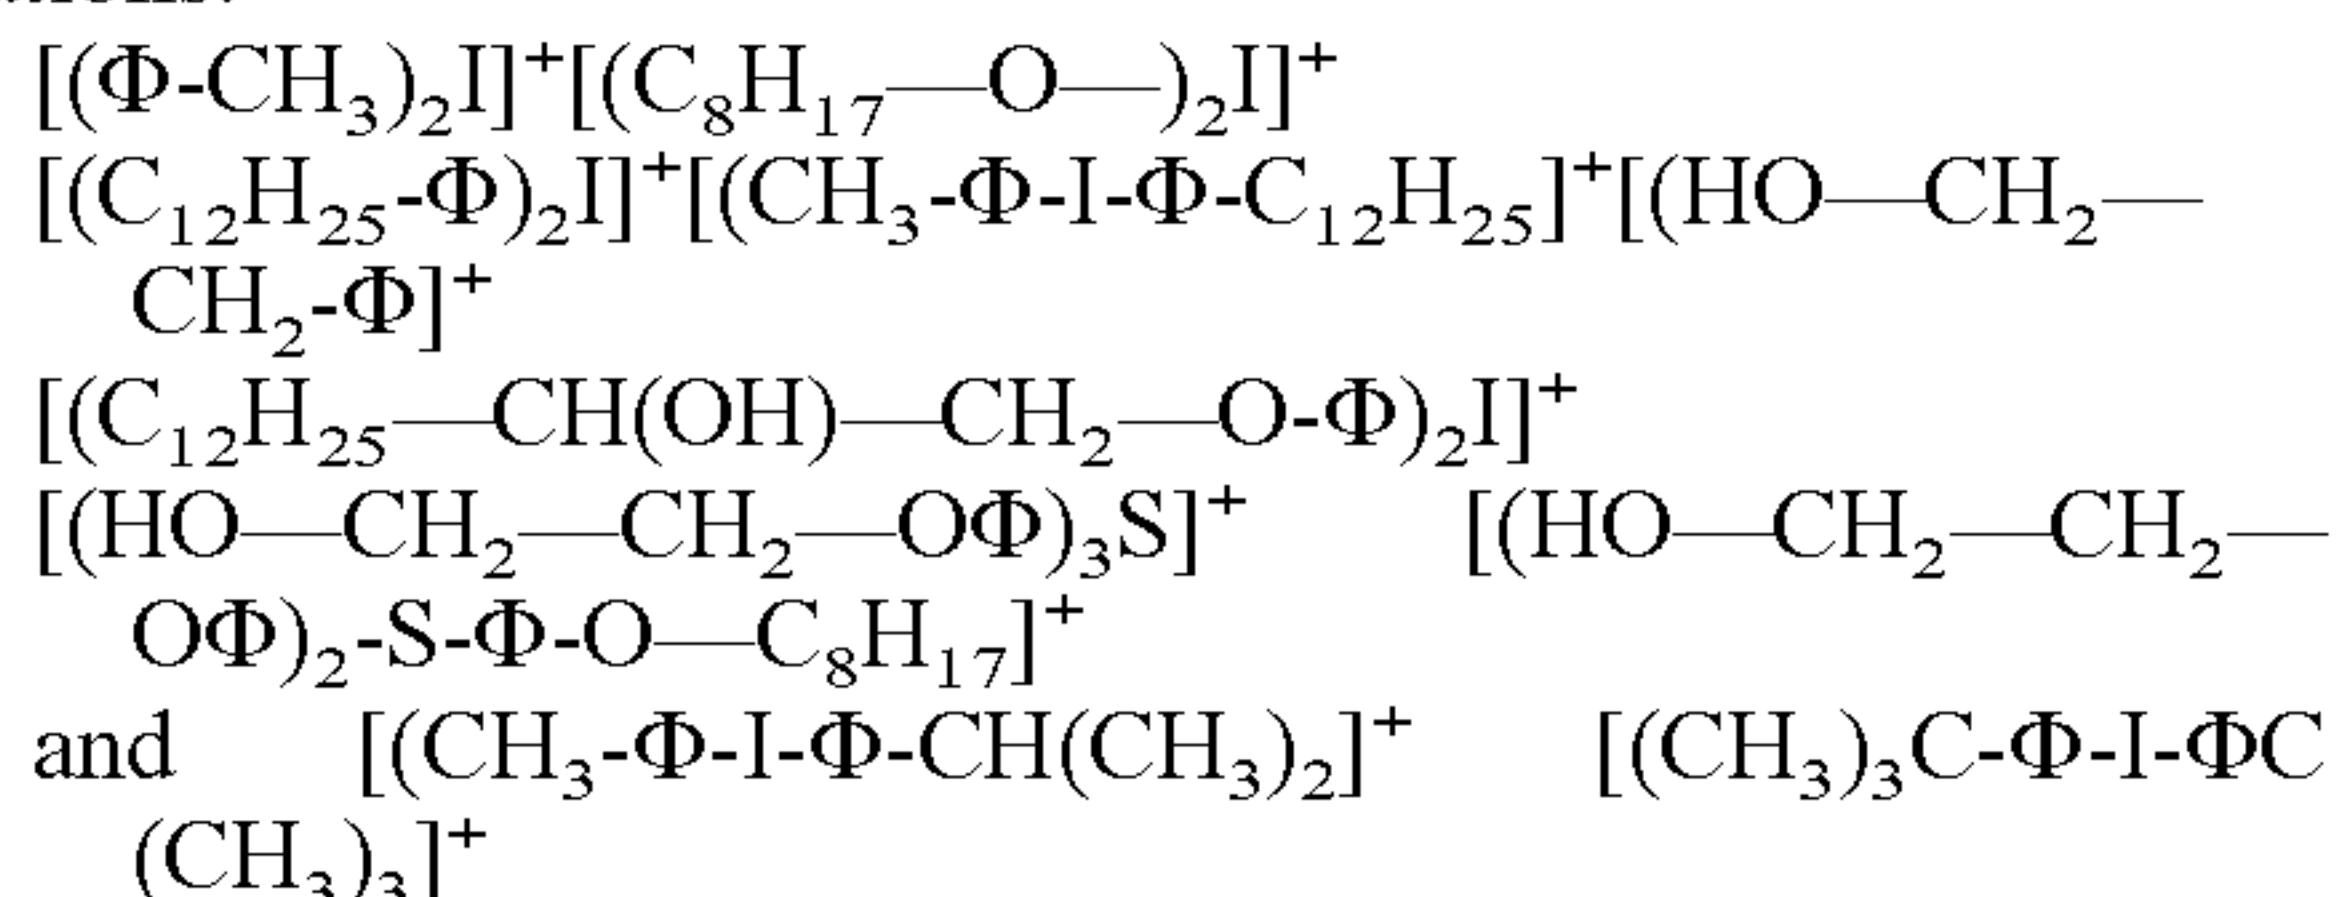 [(Φ-CH₃)₂I]⁺[(C₈H₁₇—O—)₂I]⁺
[(C₁₂H₂₅-Φ)₂I]⁺[(CH₃-Φ-I-Φ-C₁₂H₂₅]⁺[(HO—CH₂—
CH₂-Φ]⁺
[(C₁₂H₂₅—CH(OH)—CH₂—O-Φ)₂I]⁺
[(HO—CH₂—CH₂—OΦ)₃S]⁺ [(HO—CH₂—CH₂—
OΦ)₂-S-Φ-O—C₈H₁₇]⁺
and [(CH₃-Φ-I-Φ-CH(CH₃)₂]⁺ [(CH₃)₃C-Φ-I-ΦC
(CH₃)₃]⁺